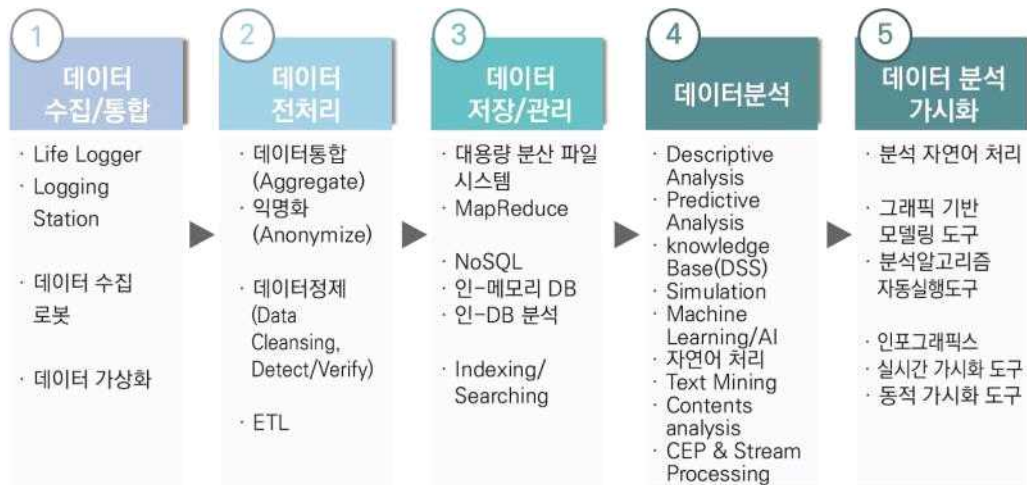 1
데이터
수집/통합
· Life Logger
· Logging
Station
· 데이터 수집
로봇
· 데이터 가상화
2
데이터
전처리
· 데이터통합
(Aggregate)
· 익명화
(Anonymize)
· 데이터정제
(Data
Cleansing,
Detect/Verify)
· ETL
3
데이터
저장/관리
· 대용량 분산 파일
시스템
· MapReduce
· NoSQL
· 인-메모리 DB
· 인-DB 분석
· Indexing/
Searching
4
데이터분석
· Descriptive
Analysis
· Predictive
Analysis
· knowledge
Base(DSS)
· Simulation
· Machine
Learning/AI
· 자연어 처리
· Text Mining
· Contents
analysis
· CEP & Stream
Processing
5
데이터 분석
가시화
· 분석 자연어 처리
· 그래픽 기반
모델링 도구
· 분석알고리즘
자동실행도구
· 인포그래픽스
· 실시간 가시화 도구
· 동적 가시화 도구